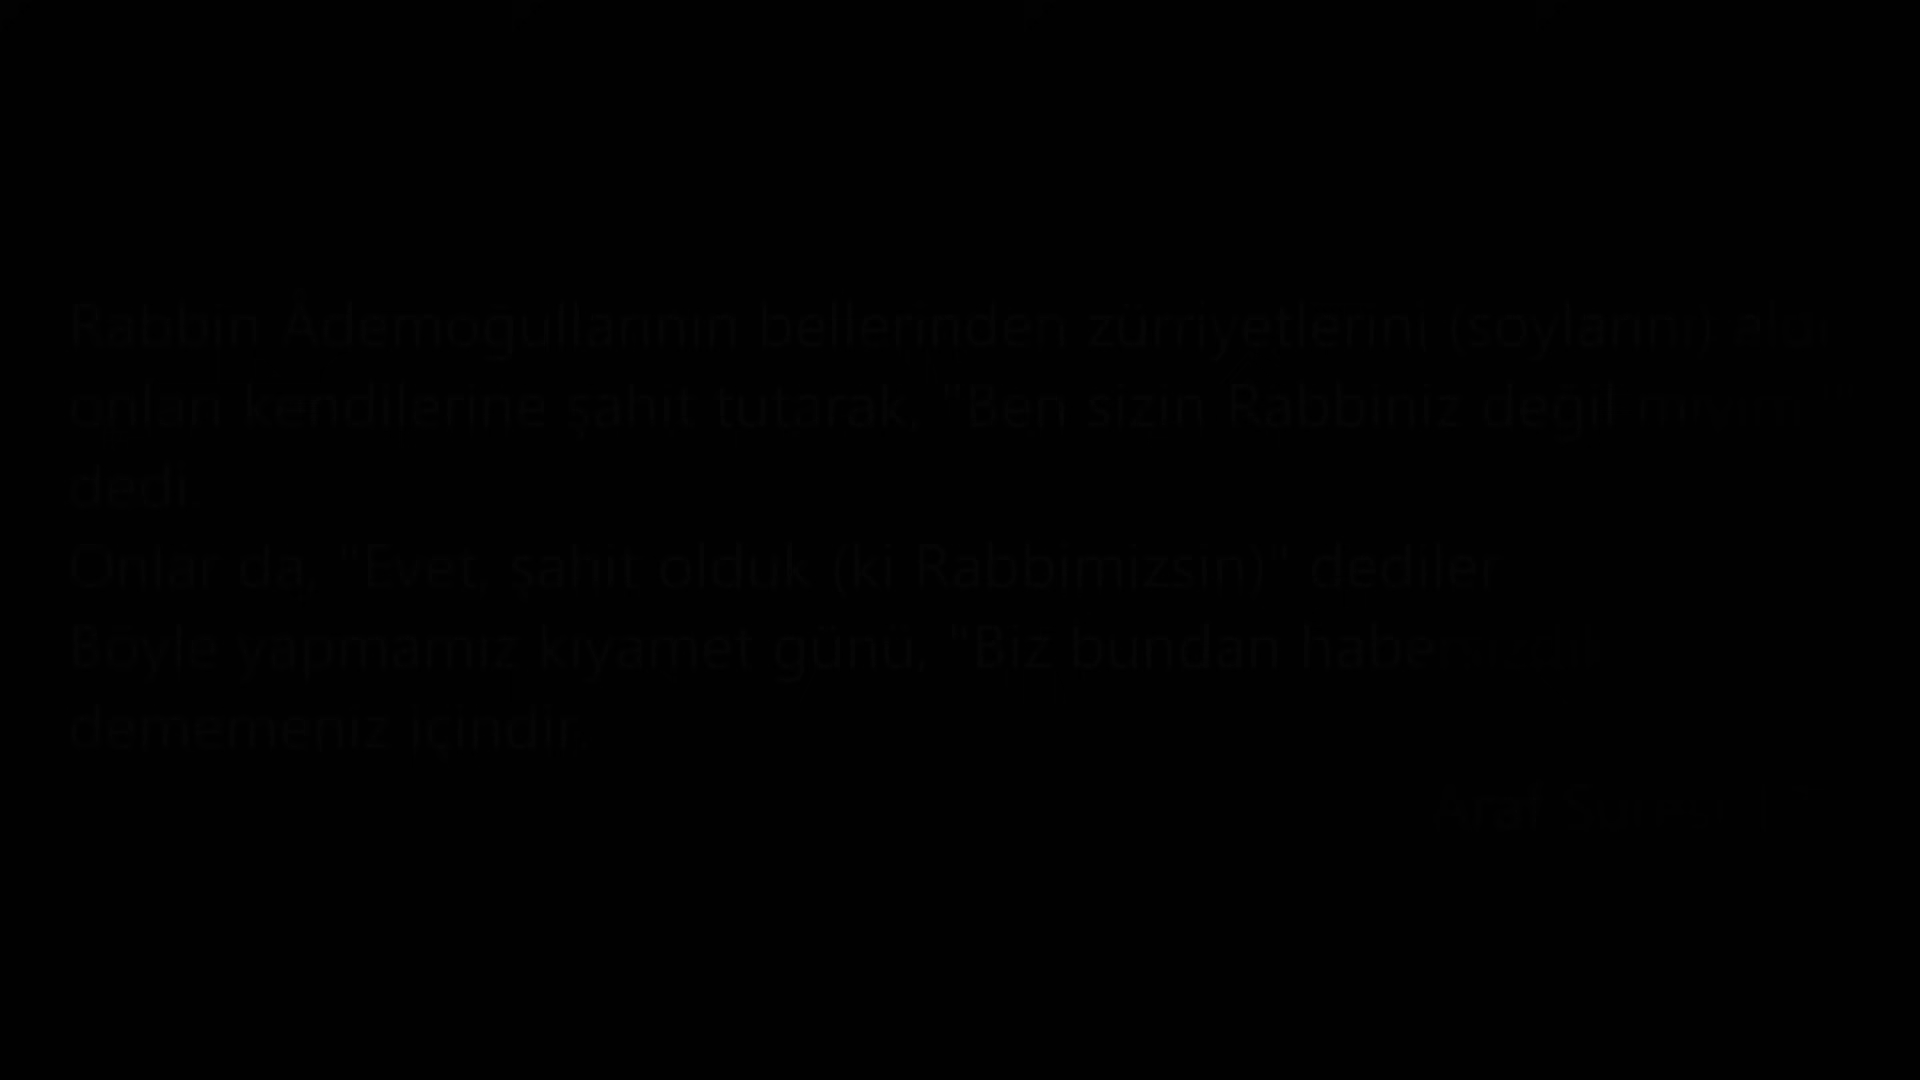 Rabbin Ademoğullarının bellerinden zürriyetlerini (soylarını) aldı
onları kendilerine şahit tutarak, "Ben sizin Rabbiniz değil miyim?"
dedi.
Onlar da, "Evet, şahit olduk (ki Rabbimizsin)" dediler
Böyle yapmamız kıyamet günü, "Biz bundan habersizdik
dememeniz içindir.
Araf Suresi